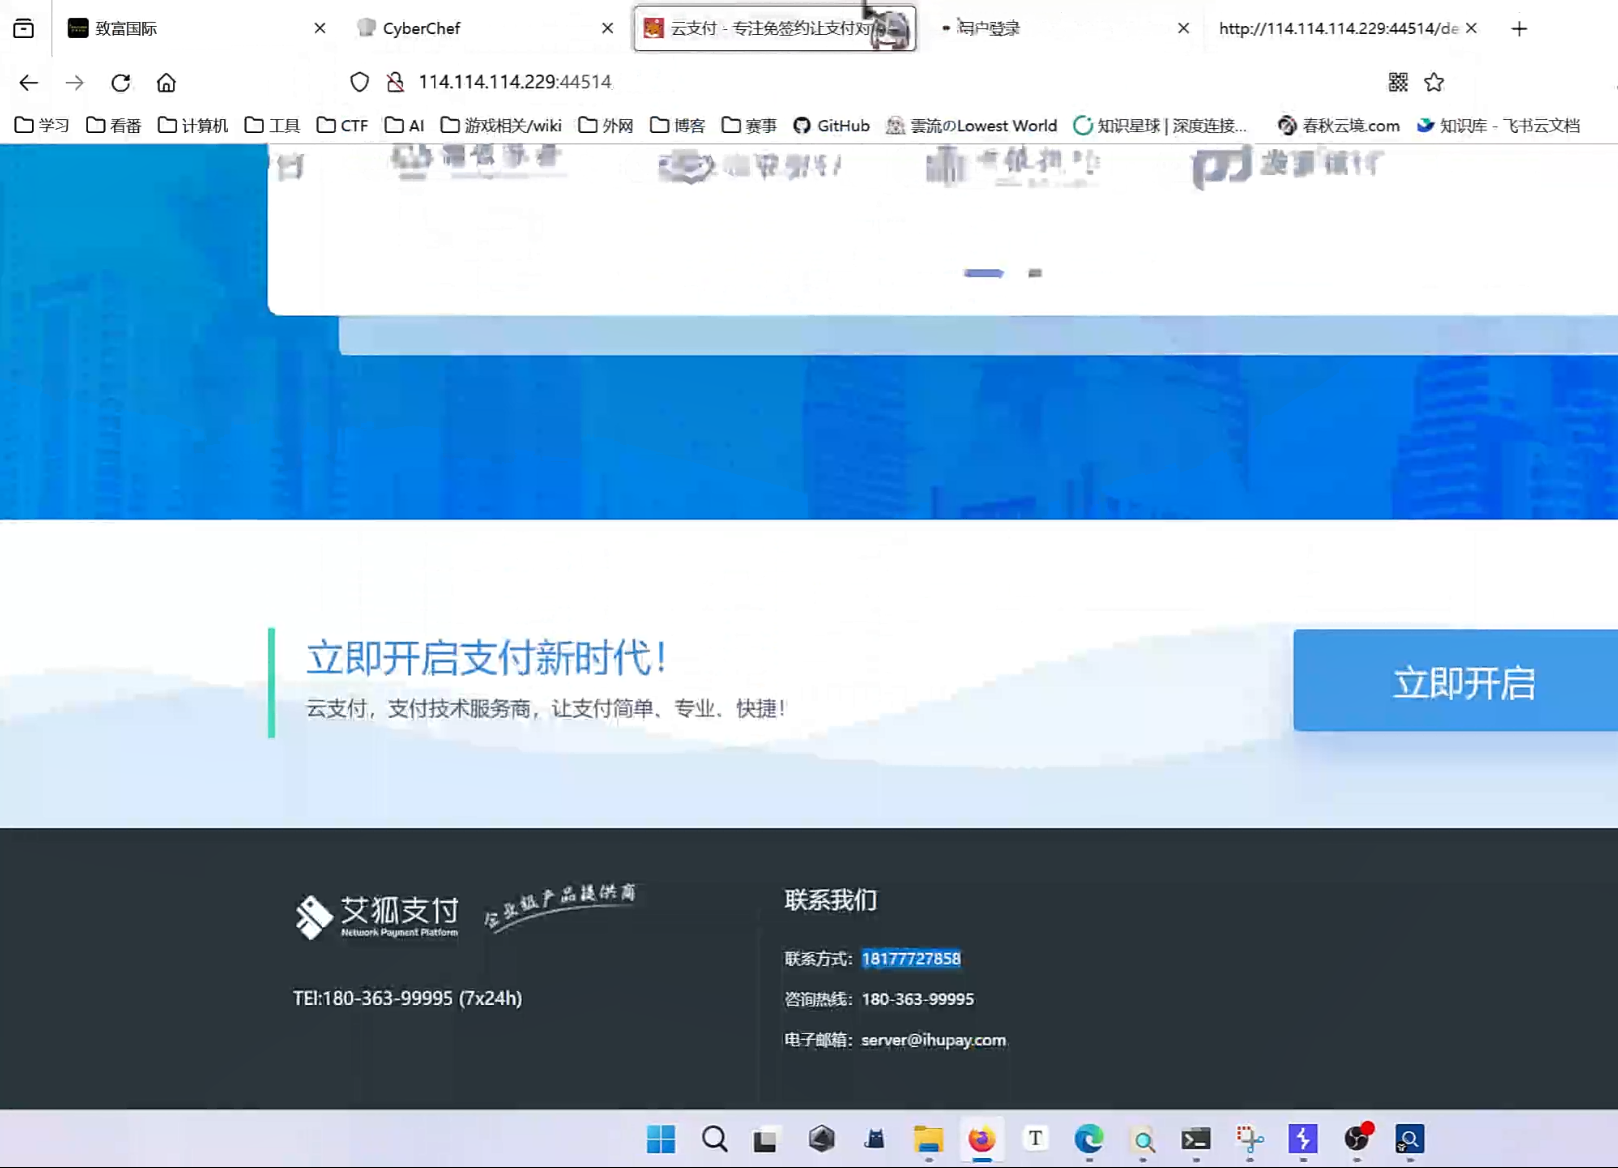 致富国际
CyberChef
云支付 - 专注免签约让支付对
用户登录
http://114.114.114.229:44514/de
114.114.114.229:44514
学习
看番
计算机
工具
CTF
AI
游戏相关/wiki
外网
博客
赛事
GitHub
雲流のLowest World
知识星球 | 深度连接...
春秋云境.com
知识库 - 飞书云文档
立即开启支付新时代！
云支付，支付技术服务商，让支付简单、专业、快捷！
立即开启
艾狐支付
Network Payment Platform
企业级产品提供商
TEl:180-363-99995 (7x24h)
联系我们
联系方式：18177727858
咨询热线：180-363-99995
电子邮箱：server@ihupay.com